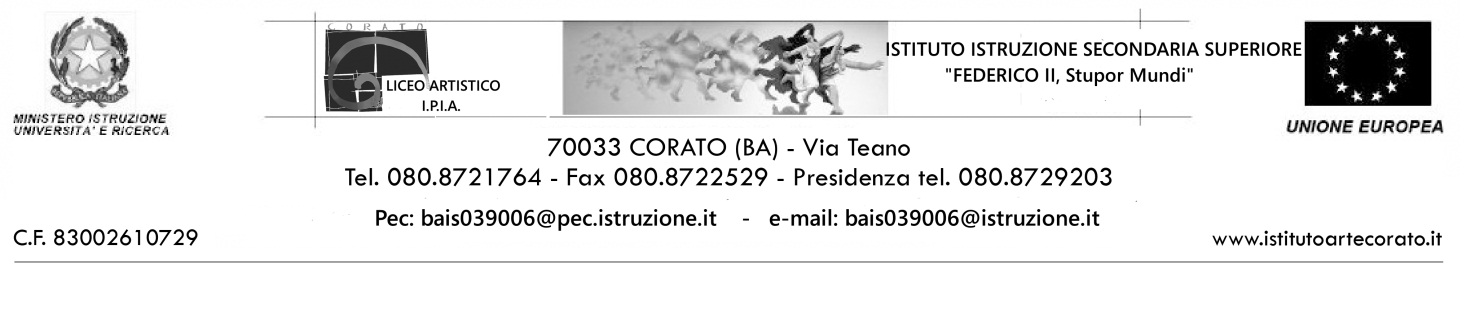 CORATO
LICEO ARTISTICO
I.P.I.A.
ISTITUTO ISTRUZIONE SECONDARIA SUPERIORE
"FEDERICO II, Stupor Mundi"
MINISTERO ISTRUZIONE
UNIVERSITA' E RICERCA
UNIONE EUROPEA
70033 CORATO (BA) - Via Teano
Tel. 080.8721764 - Fax 080.8722529 - Presidenza tel. 080.8729203
Pec: bais039006@pec.istruzione.it - e-mail: bais039006@istruzione.it
C.F. 83002610729
www.istitutoartecorato.it